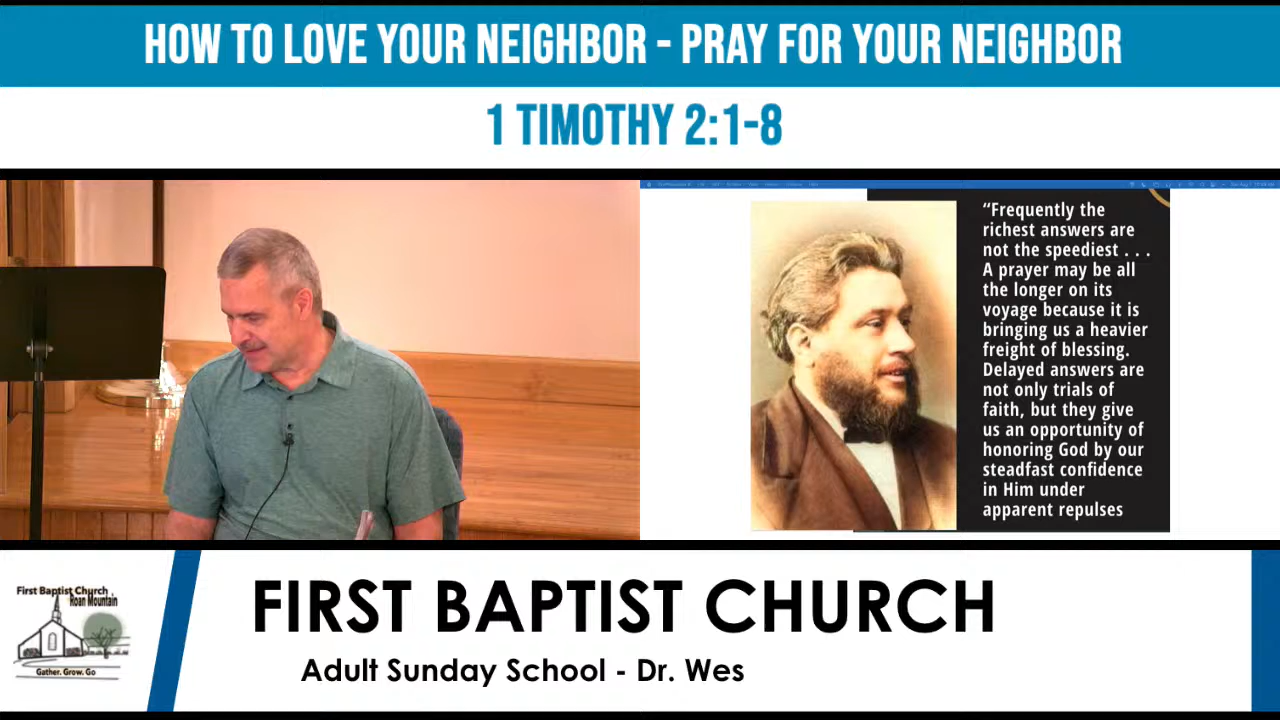 HOW TO LOVE YOUR NEIGHBOR - PRAY FOR YOUR NEIGHBOR
1 TIMOTHY 2:1-8
“Frequently the
richest answers are
not the speediest . . .
A prayer may be all
the longer on its
voyage because it is
bringing us a heavier
freight of blessing.
Delayed answers are
not only trials of
faith, but they give
us an opportunity of
honoring God by our
steadfast confidence
in Him under
apparent repulses
First Baptist Church
Roan Mountain
Gather. Grow. Go
FIRST BAPTIST CHURCH
Adult Sunday School - Dr. Wes